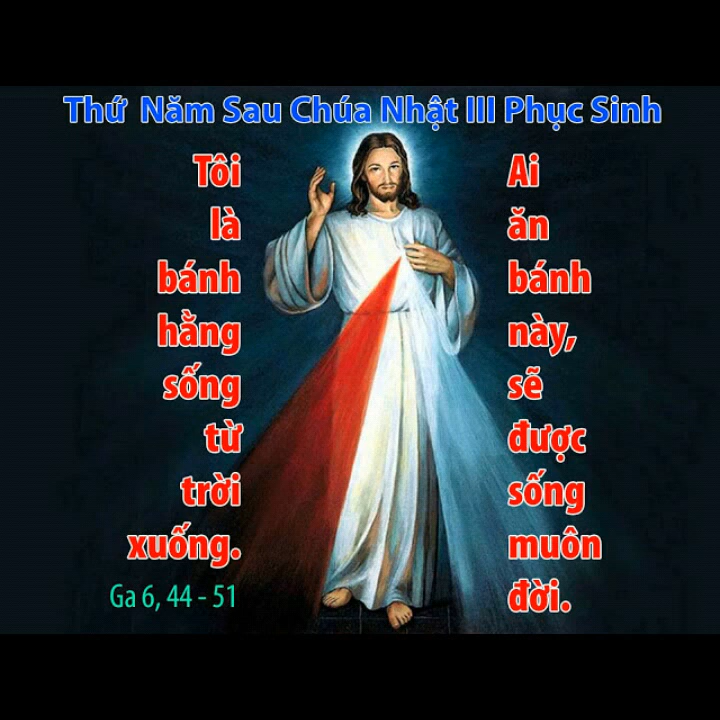 Thứ Năm Sau Chúa Nhật III Phục Sinh
Tôi
là
bánh
hằng
sống
từ
trời
xuống.
Ga 6, 44 - 51
Ai
ăn
bánh
này,
sẽ
được
sống
muôn
đời.